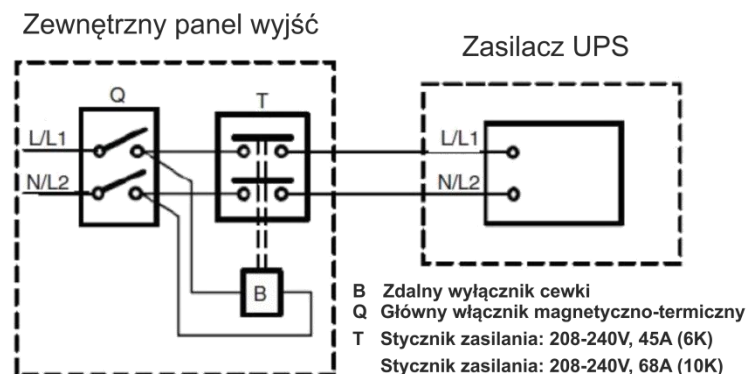 Zewnętrzny panel wyjść
Zasilacz UPS
Q
T
L/L1
L/L1
N/L2
N/L2
B
B Zdalny wyłącznik cewki
Q Główny włącznik magnetyczno-termiczny
T Stycznik zasilania: 208-240V, 45A (6K)
Stycznik zasilania: 208-240V, 68A (10K)